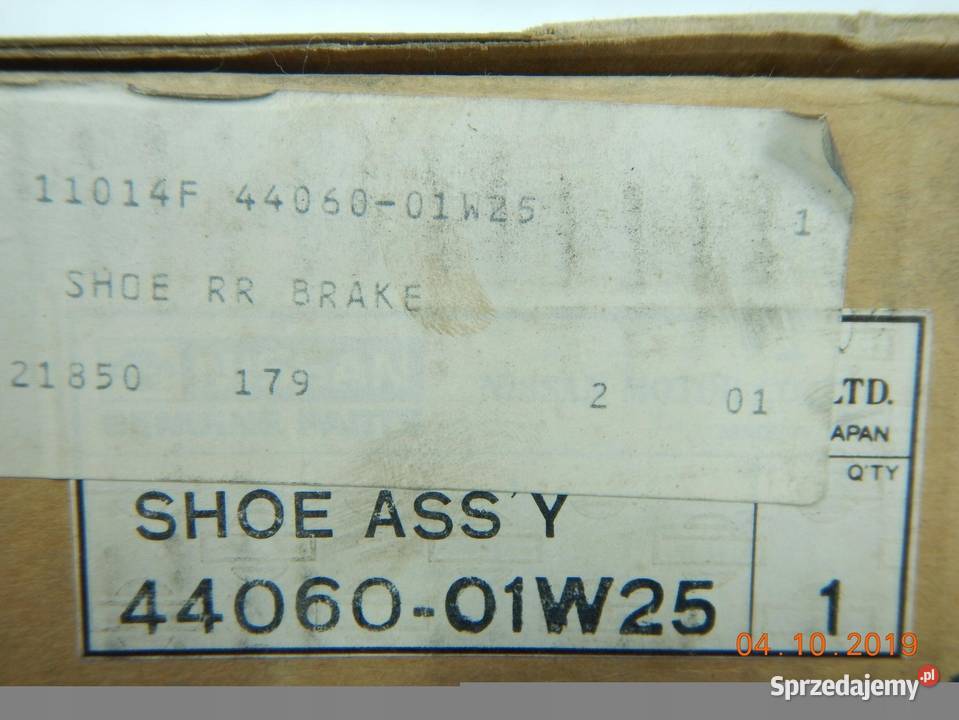 11014F 44060-01W25 1
SHOE RR BRAKE
21850 179 2 01
LTD.
JAPAN
Q'TY
SHOE ASS'Y
44060-01W25 1
04.10.2019
Sprzedajemy.pl